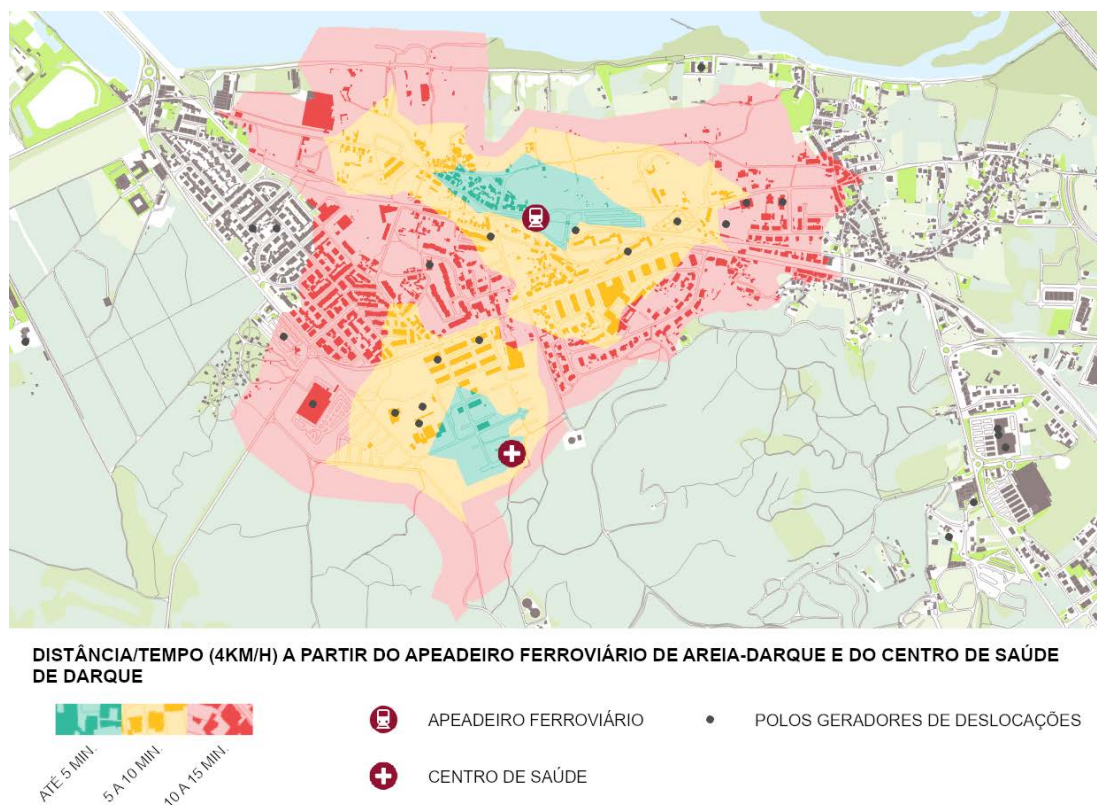 DISTÂNCIA/TEMPO (4KM/H) A PARTIR DO APEADEIRO FERROVIÁRIO DE AREIA-DARQUE E DO CENTRO DE SAÚDE
DE DARQUE
ATÉ 5 MIN.
5 A 10 MIN.
10 A 15 MIN.
APEADEIRO FERROVIÁRIO
POLOS GERADORES DE DESLOCAÇÕES
CENTRO DE SAÚDE